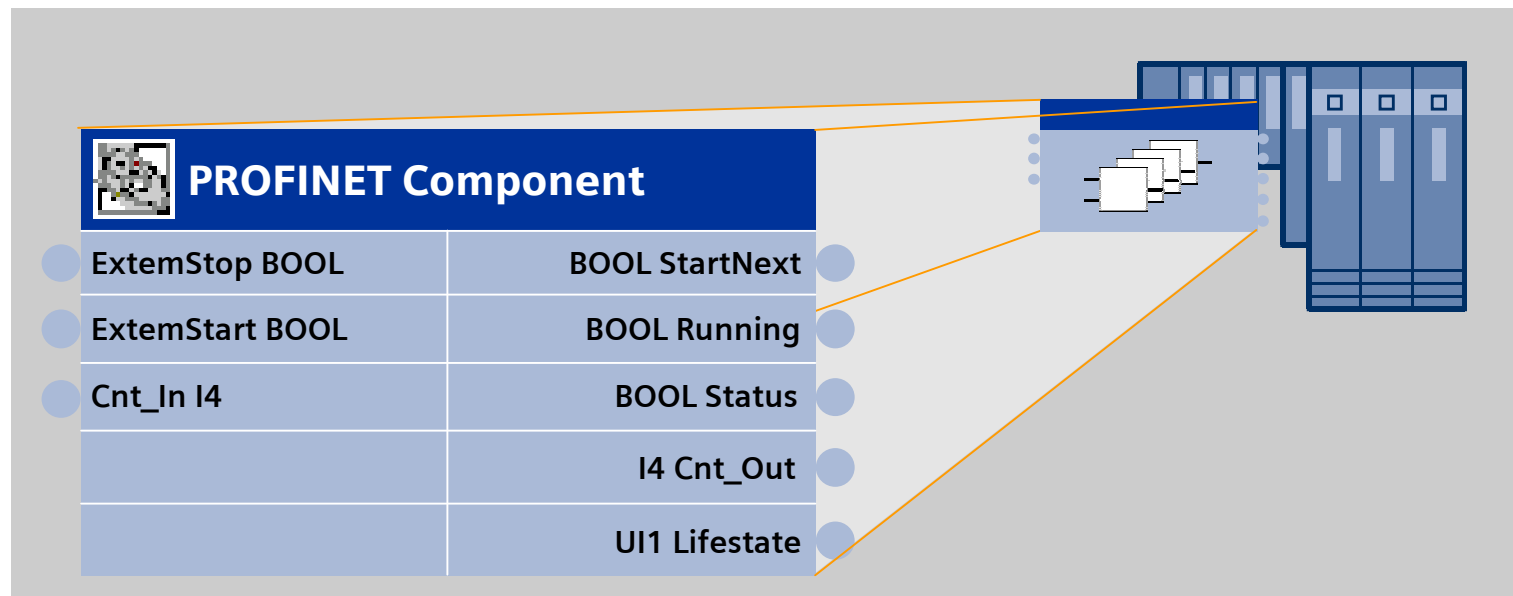 PROFINET Component
ExtemStop BOOL
BOOL StartNext
ExtemStart BOOL
BOOL Running
Cnt_In I4
BOOL Status
I4 Cnt_Out
UI1 Lifestate